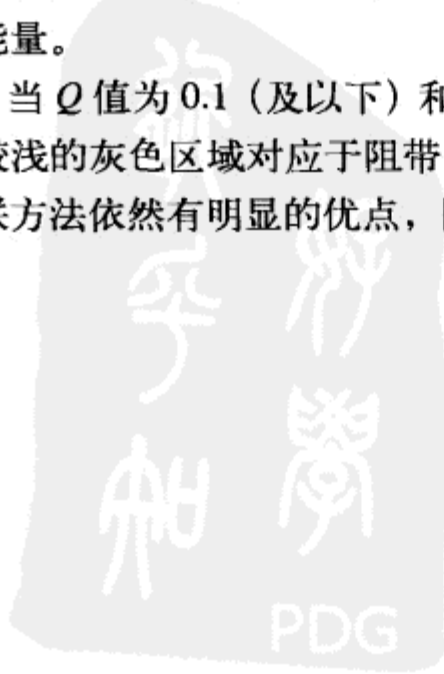 能量。
当 Q 值为 0.1（及以下）和
较浅的灰色区域对应于阻带
方法依然有明显的优点，
PDG